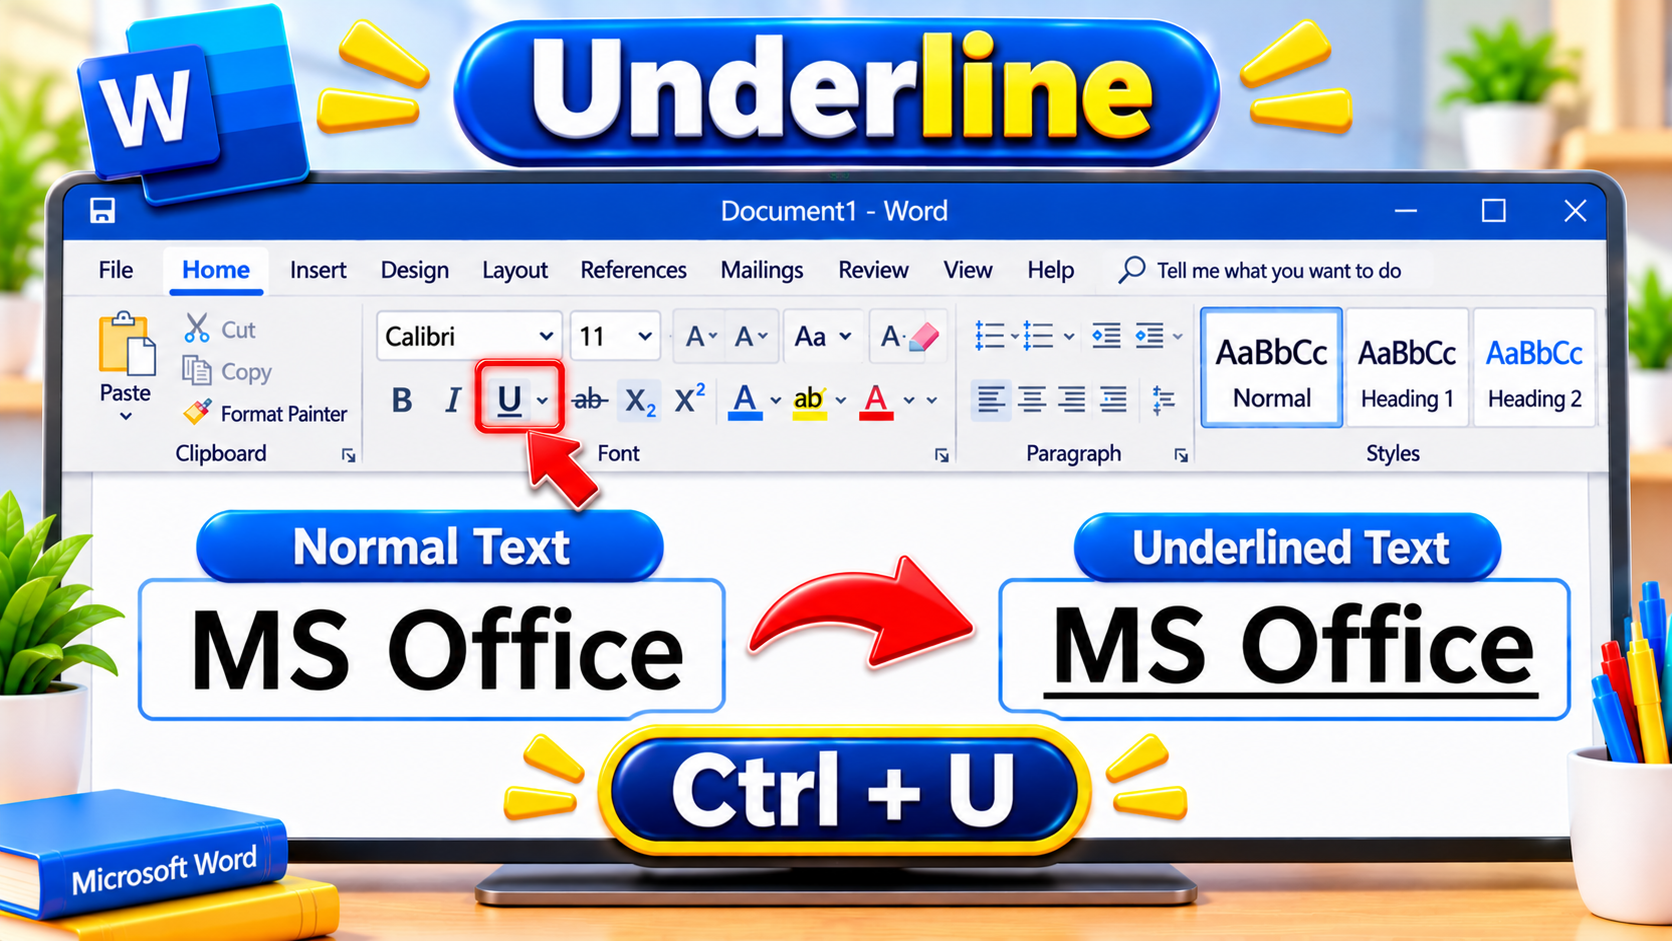 W
Underline
Document1 - Word
File Home Insert Design Layout References Mailings Review View Help Tell me what you want to do
Paste
Cut
Copy
Format Painter
Clipboard
Calibri 11 A A Aa A
B I U ab X2 X2 A ab A
Font
Paragraph
AaBbCc AaBbCc AaBbCc
Normal Heading 1 Heading 2
Styles
Normal Text
MS Office
Underlined Text
MS Office
Ctrl + U
Microsoft Word